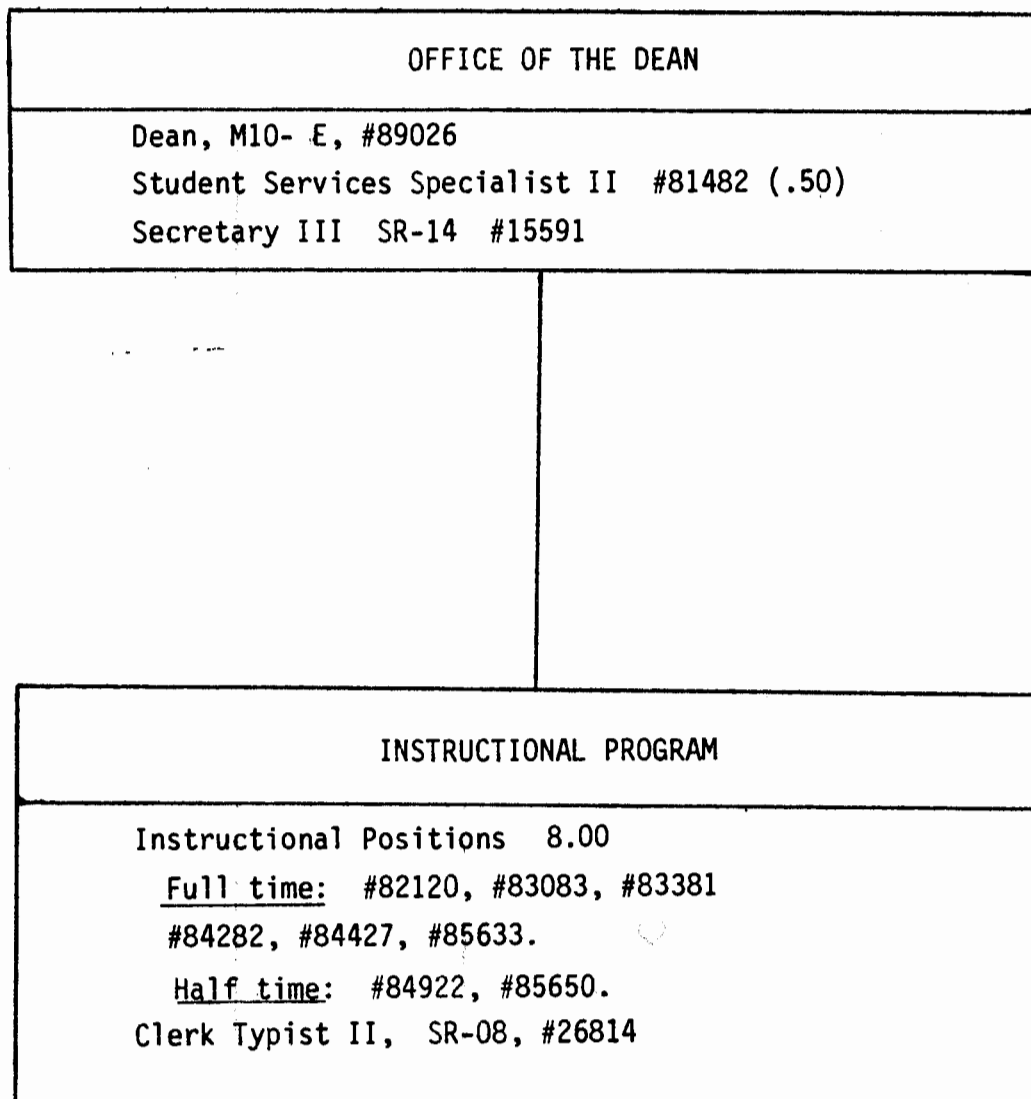 OFFICE OF THE DEAN
Dean, M10- E, #89026
Student Services Specialist II #81482 (.50)
Secretary III SR-14 #15591
INSTRUCTIONAL PROGRAM
Instructional Positions 8.00
Full time: #82120, #83083, #83381
#84282, #84427, #85633.
Half time: #84922, #85650.
Clerk Typist II, SR-08, #26814